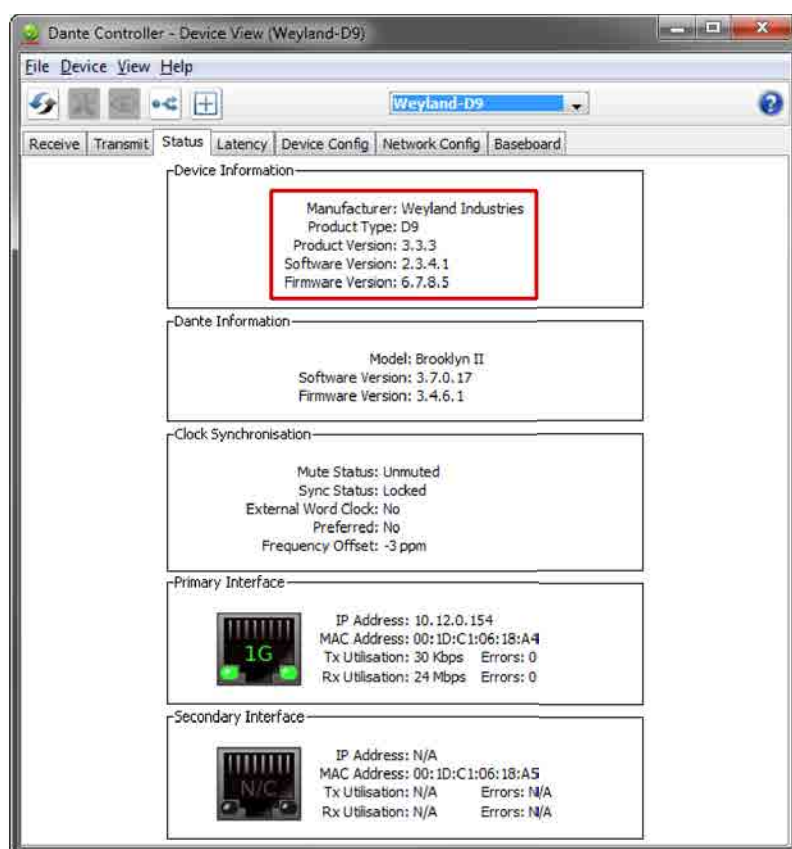 Dante Controller - Device View (Weyland-D9)
File Device View Help
Weyland-D9
Receive Transmit Status Latency Device Config Network Config Baseboard
Device Information
Manufacturer: Weyland Industries
Product Type: D9
Product Version: 3.3.3
Software Version: 2.3.4.1
Firmware Version: 6.7.8.5
Dante Information
Model: Brooklyn II
Software Version: 3.7.0.17
Firmware Version: 3.4.6.1
Clock Synchronisation
Mute Status: Unmuted
Sync Status: Locked
External Word Clock: No
Preferred: No
Frequency Offset: -3 ppm
Primary Interface
1G
IP Address: 10.12.0.154
MAC Address: 00:1D:C1:06:18:A4
Tx Utilisation: 30 Kbps Errors: 0
Rx Utilisation: 24 Mbps Errors: 0
Secondary Interface
N/C
IP Address: N/A
MAC Address: 00:1D:C1:06:18:A5
Tx Utilisation: N/A Errors: N/A
Rx Utilisation: N/A Errors: N/A